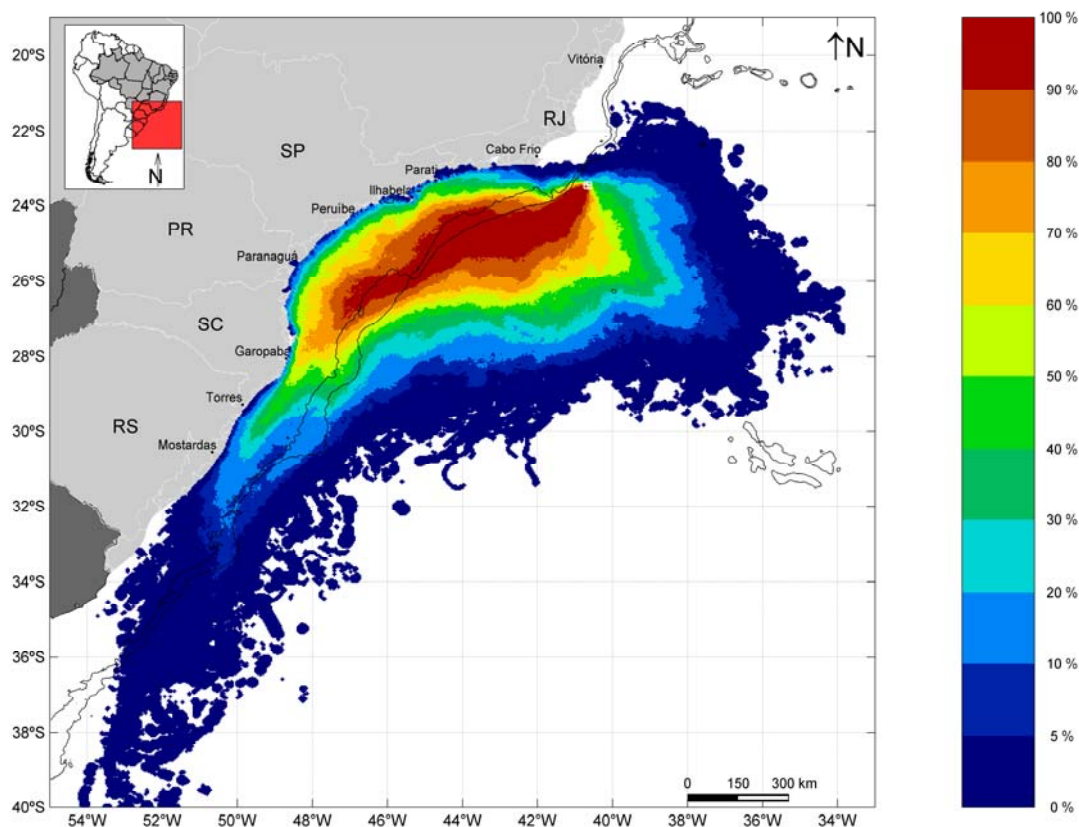 ↑N
N
20°S
22°S
24°S
26°S
28°S
30°S
32°S
34°S
36°S
38°S
40°S
Vitória
RJ
Cabo Frio
SP
Parati
Ilhabela
Peruíbe
PR
Paranaguá
SC
Garopaba
Torres
RS
Mostardas
0 150 300 km
54°W 52°W 50°W 48°W 46°W 44°W 42°W 40°W 38°W 36°W 34°W
100 %
90 %
80 %
70 %
60 %
50 %
40 %
30 %
20 %
10 %
5 %
0 %